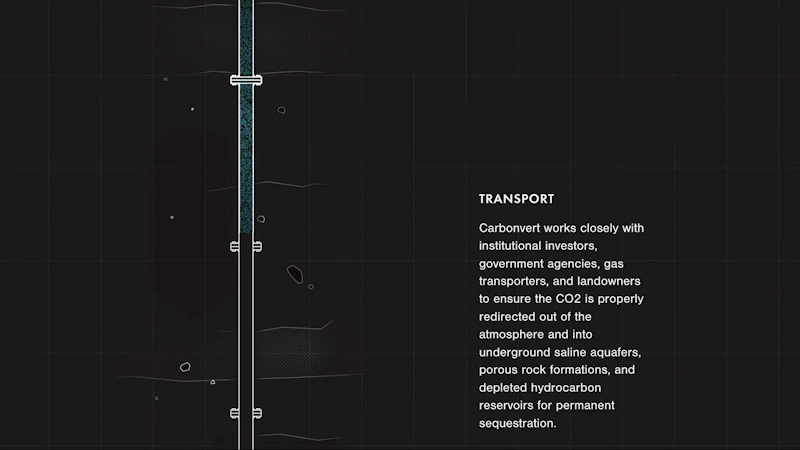 TRANSPORT
Carbonvert works closely with
institutional investors,
government agencies, gas
transporters, and landowners
to ensure the CO2 is properly
redirected out of the
atmosphere and into
underground saline aquafers,
porous rock formations, and
depleted hydrocarbon
reservoirs for permanent
sequestration.